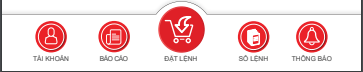 TÀI KHOẢN
BÁO CÁO
ĐẶT LỆNH
SỔ LỆNH
THÔNG BÁO